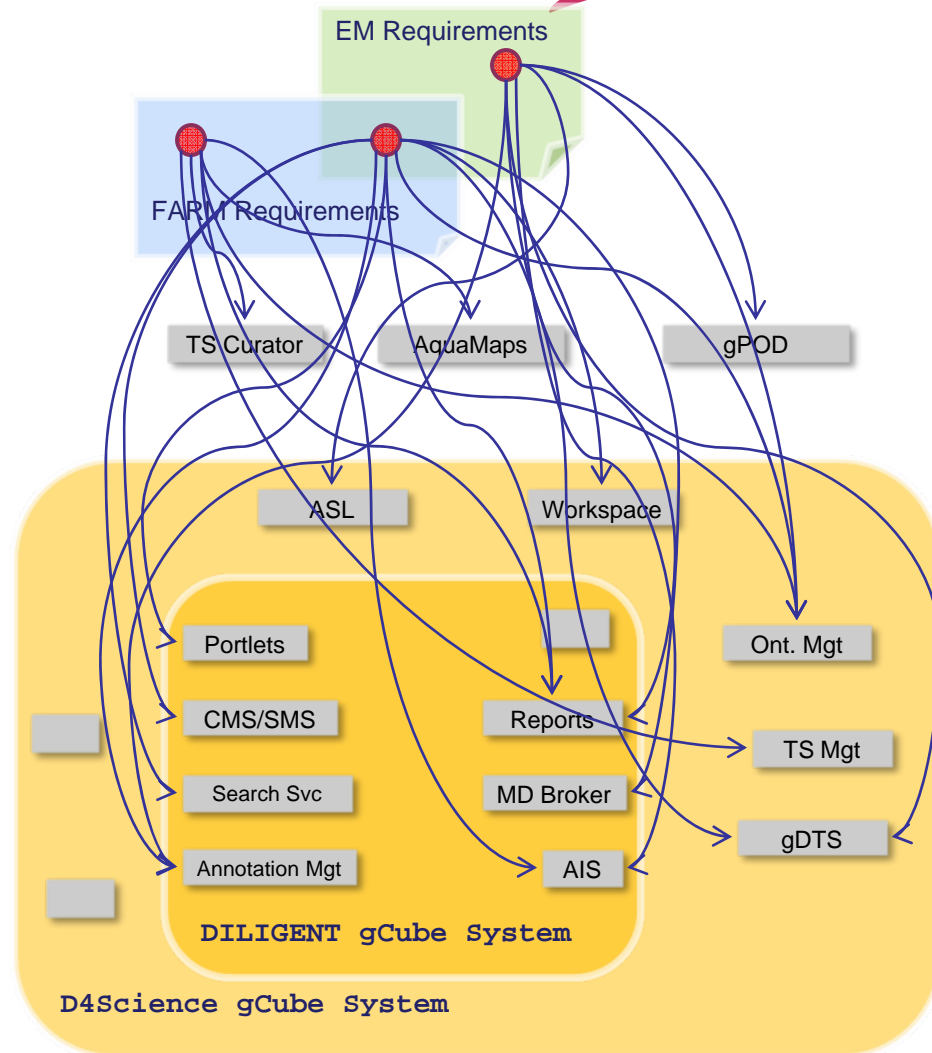 EM Requirements
FARM Requirements
TS Curator
AquaMaps
gPOD
ASL
Workspace
Portlets
Ont. Mgt
CMS/SMS
Reports
TS Mgt
Search Svc
MD Broker
gDTS
Annotation Mgt
AIS
DILIGENT gCube System
D4Science gCube System